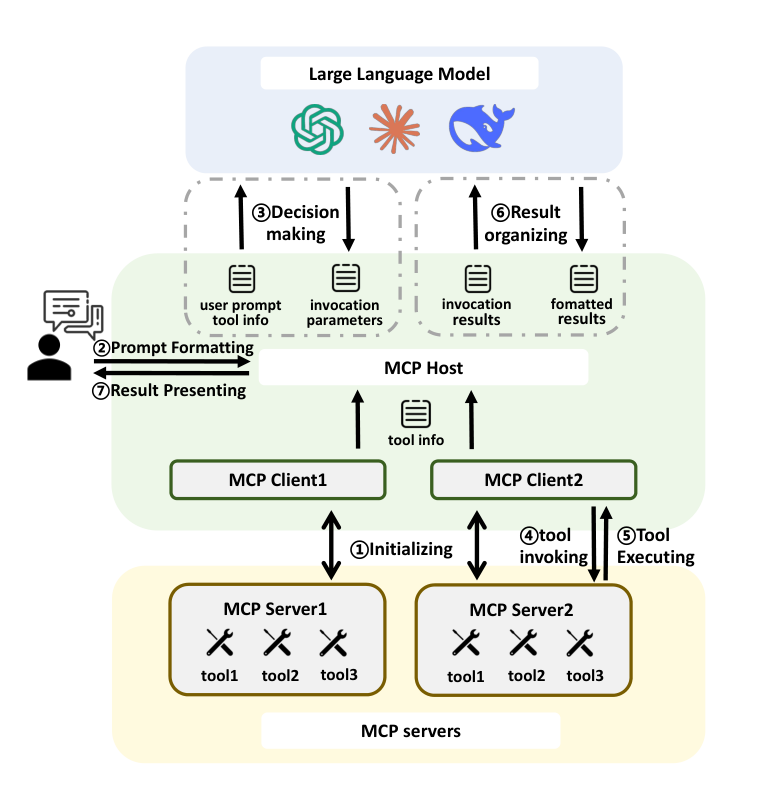 Large Language Model
③Decision
making
⑥Result
organizing
user prompt
tool info
invocation
parameters
invocation
results
fomatted
results
②Prompt Formatting
⑦Result Presenting
MCP Host
tool info
MCP Client1
MCP Client2
①Initializing
④tool
invoking
⑤Tool
Executing
MCP Server1
tool1
tool2
tool3
MCP Server2
tool1
tool2
tool3
MCP servers